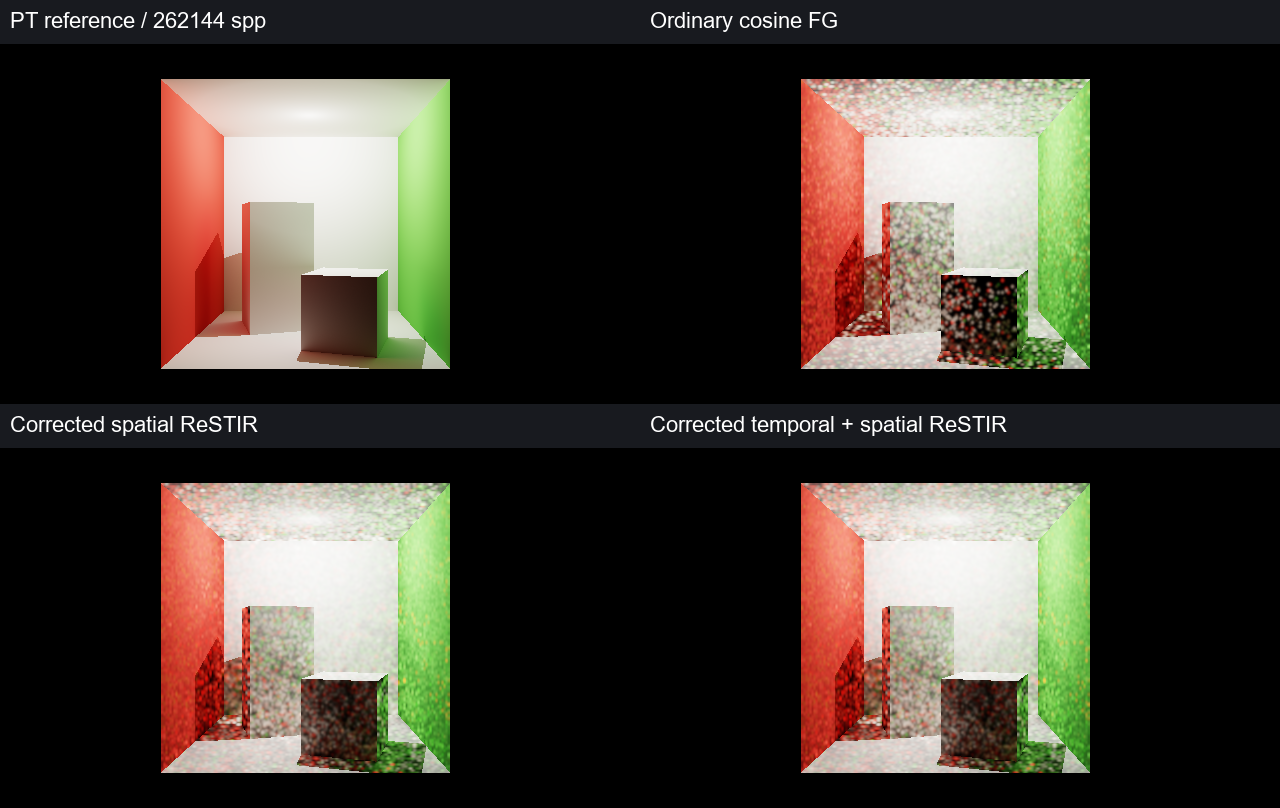 PT reference / 262144 spp
Ordinary cosine FG
Corrected spatial ReSTIR
Corrected temporal + spatial ReSTIR